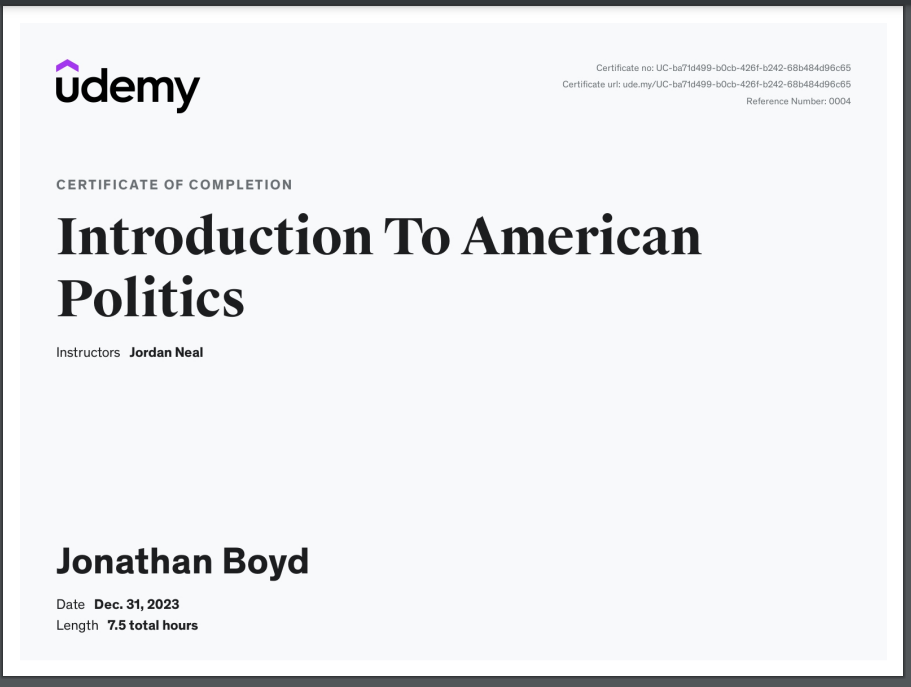 udemy
Certificate no: UC-ba71d499-b0cb-426f-b242-68b484d96c65
Certificate url: ude.my/UC-ba71d499-b0cb-426f-b242-68b484d96c65
Reference Number: 0004
CERTIFICATE OF COMPLETION
Introduction To American
Politics
Instructors Jordan Neal
Jonathan Boyd
Date Dec. 31, 2023
Length 7.5 total hours